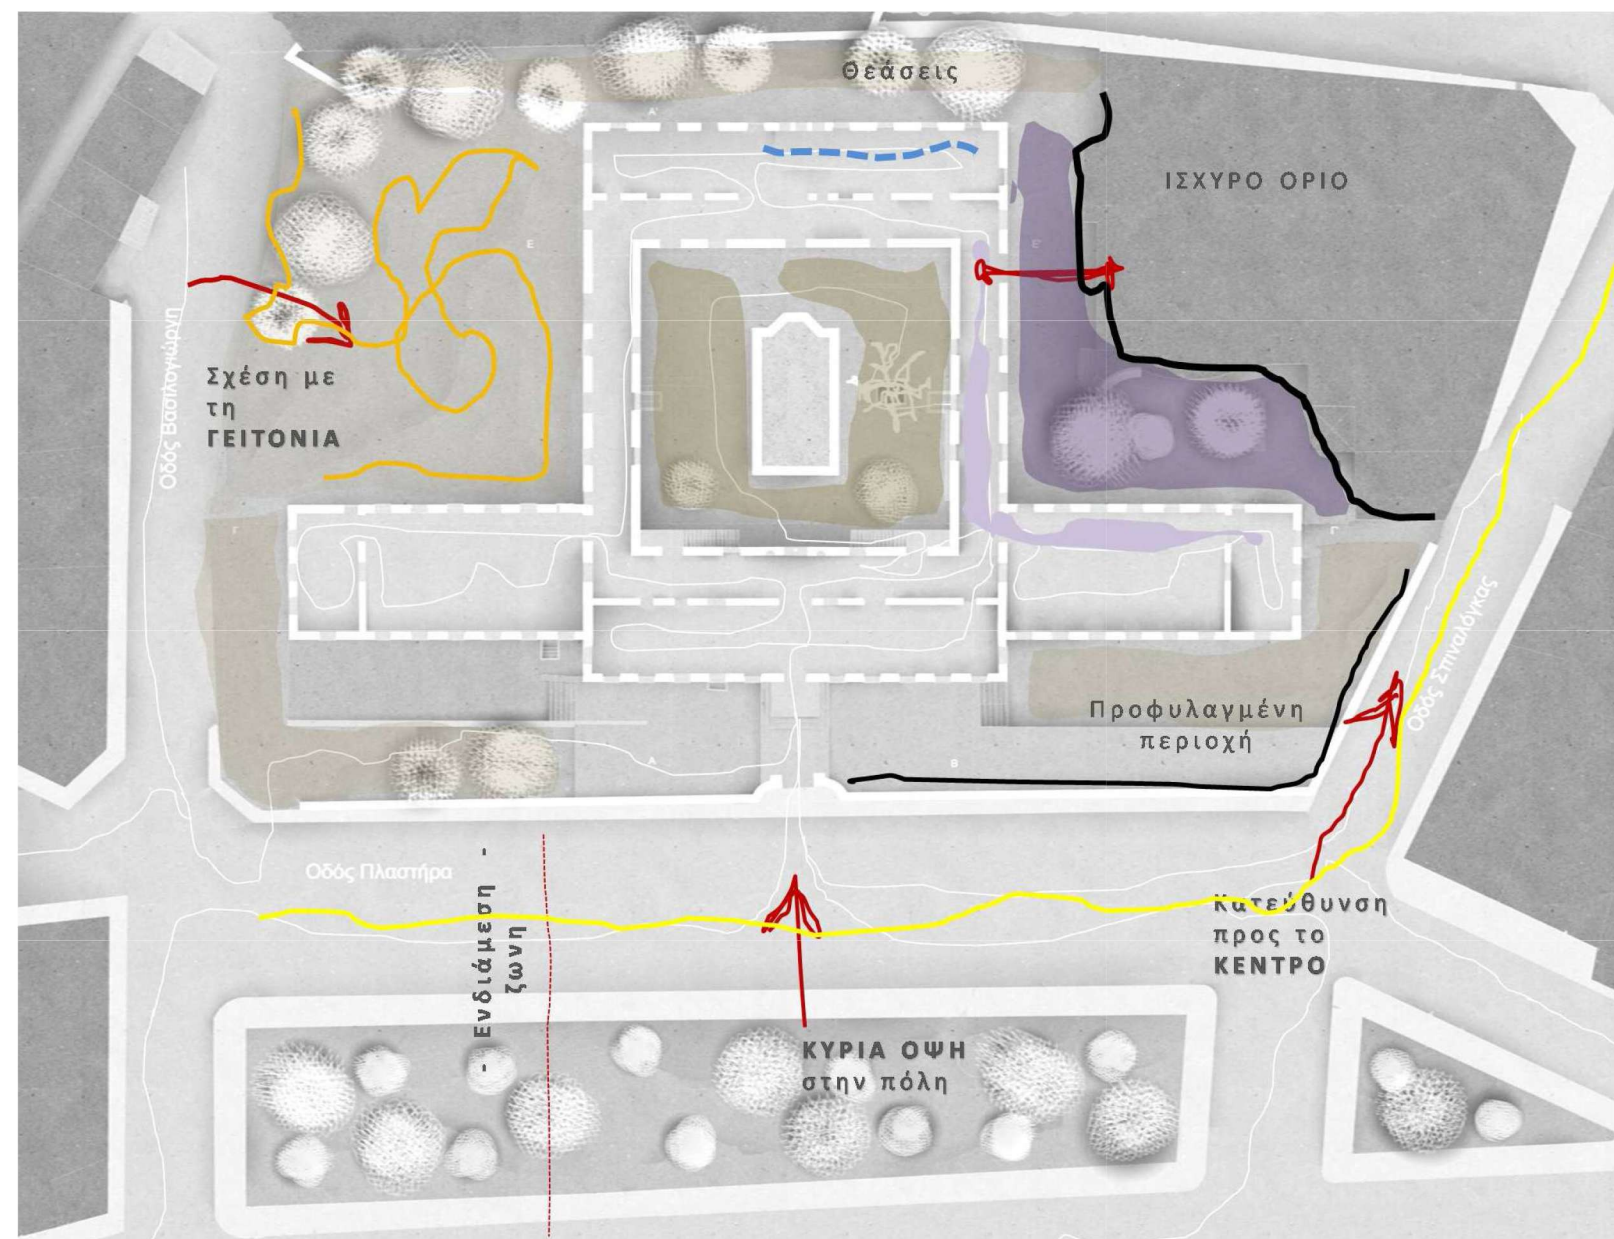 Θεάσεις
Α'
ΙΣΧΥΡΟ ΟΡΙΟ
Ε
Ε'
Οδός Βασιλογιώργη
Σχέση με
τη
ΓΕΙΤΟΝΙΑ
Δ
Γ
Γ'
Οδός Σπιναλόγκας
Προφυλαγμένη
περιοχή
Α
Β
Οδός Πλαστήρα
- Ενδιάμεση -
ζωνη
Κατεύθυνση
προς το
ΚΕΝΤΡΟ
ΚΥΡΙΑ ΟΨΗ
στην πόλη